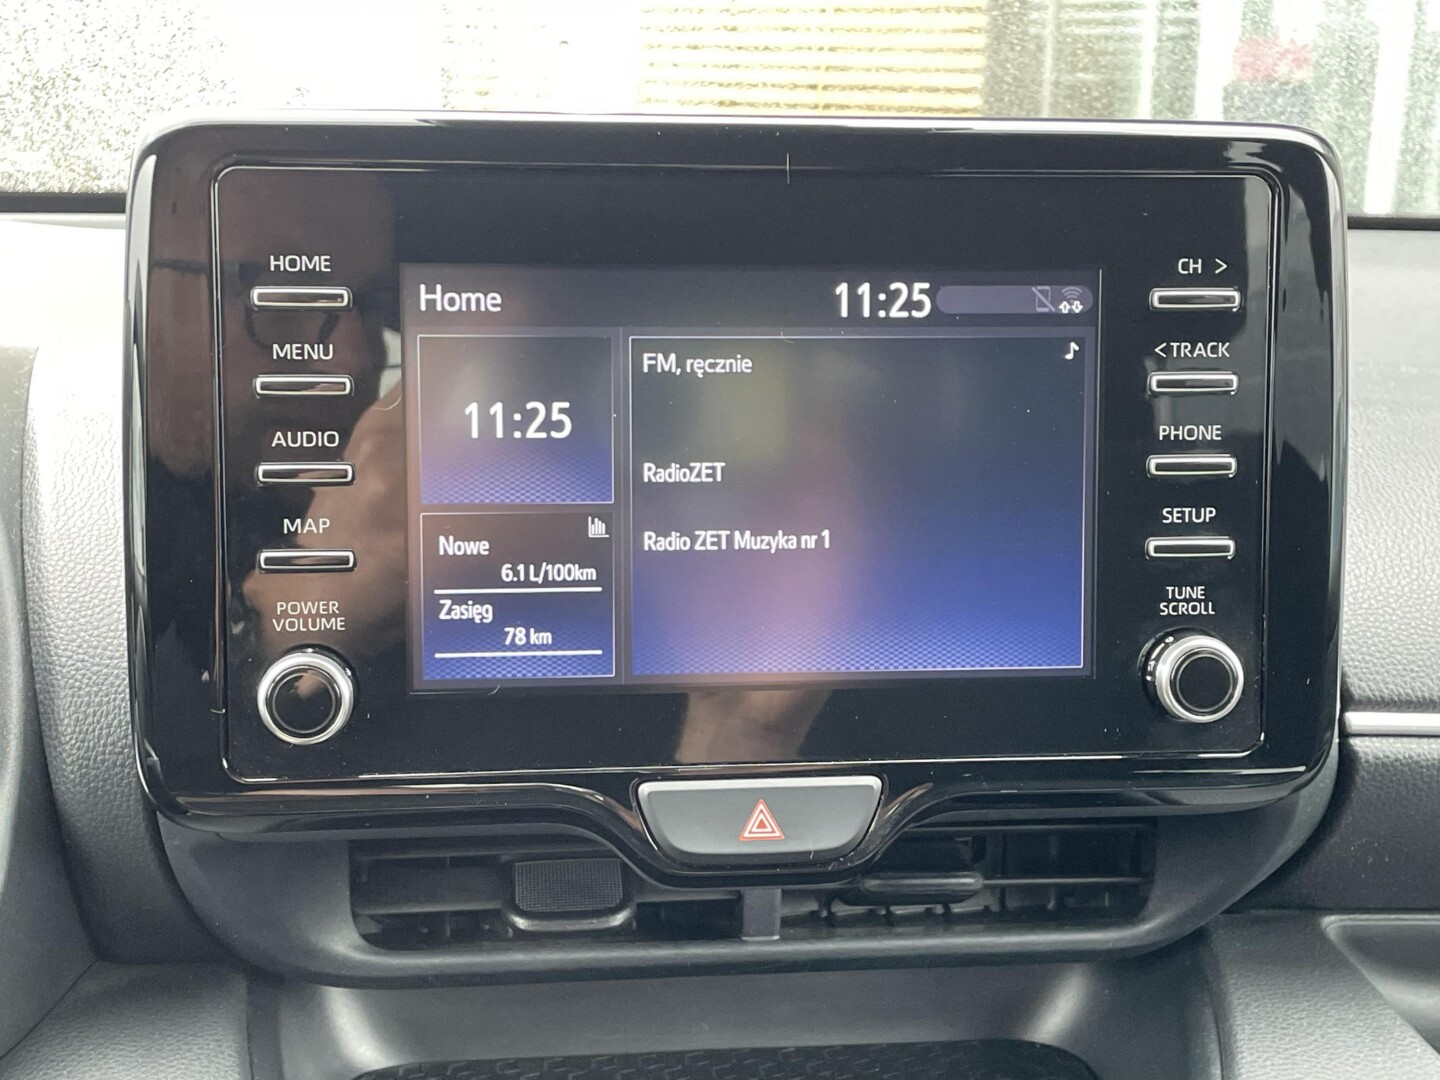 HOME
MENU
AUDIO
MAP
POWER
VOLUME
Home
11:25
11:25
Nowe
6.1 L/100km
Zasięg
78 km
FM, ręcznie
RadioZET
Radio ZET Muzyka nr 1
CH >
< TRACK
PHONE
SETUP
TUNE
SCROLL